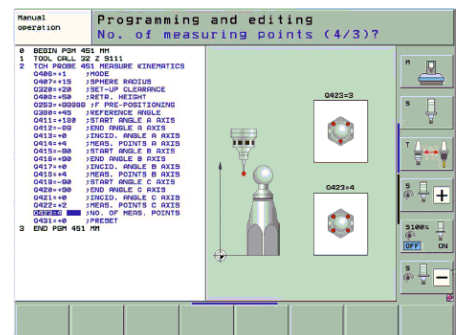 Manual
operation
Programming and editing
No. of measuring points (4/3)?
0 BEGIN PGM 451 MM
1 TOOL CALL 32 Z S111
2 TCH PROBE 451 MEASURE KINEMATICS
Q406=+1 ;MODE
Q407=+15 ;SPHERE RADIUS
Q320=+20 ;SET-UP CLEARANCE
Q408=+50 ;RETR. HEIGHT
Q253=+99999 ;F PRE-POSITIONING
Q380=+45 ;REFERENCE ANGLE
Q411=+180 ;START ANGLE A AXIS
Q412=-89 ;END ANGLE A AXIS
Q413=+0 ;INCID. ANGLE A AXIS
Q414=+4 ;MEAS. POINTS A AXIS
Q415=-90 ;START ANGLE B AXIS
Q416=+90 ;END ANGLE B AXIS
Q417=+0 ;INCID. ANGLE B AXIS
Q418=+4 ;MEAS. POINTS B AXIS
Q419=-90 ;START ANGLE C AXIS
Q420=+90 ;END ANGLE C AXIS
Q421=+0 ;INCID. ANGLE C AXIS
Q422=+2 ;MEAS. POINTS C AXIS
Q423=4 ;NO. OF MEAS. POINTS
Q431=+0 ;PRESET
3 END PGM 451 MM
Q423=3
Q423=4
M
S
T
S
+
S100%
OFF ON
S
−